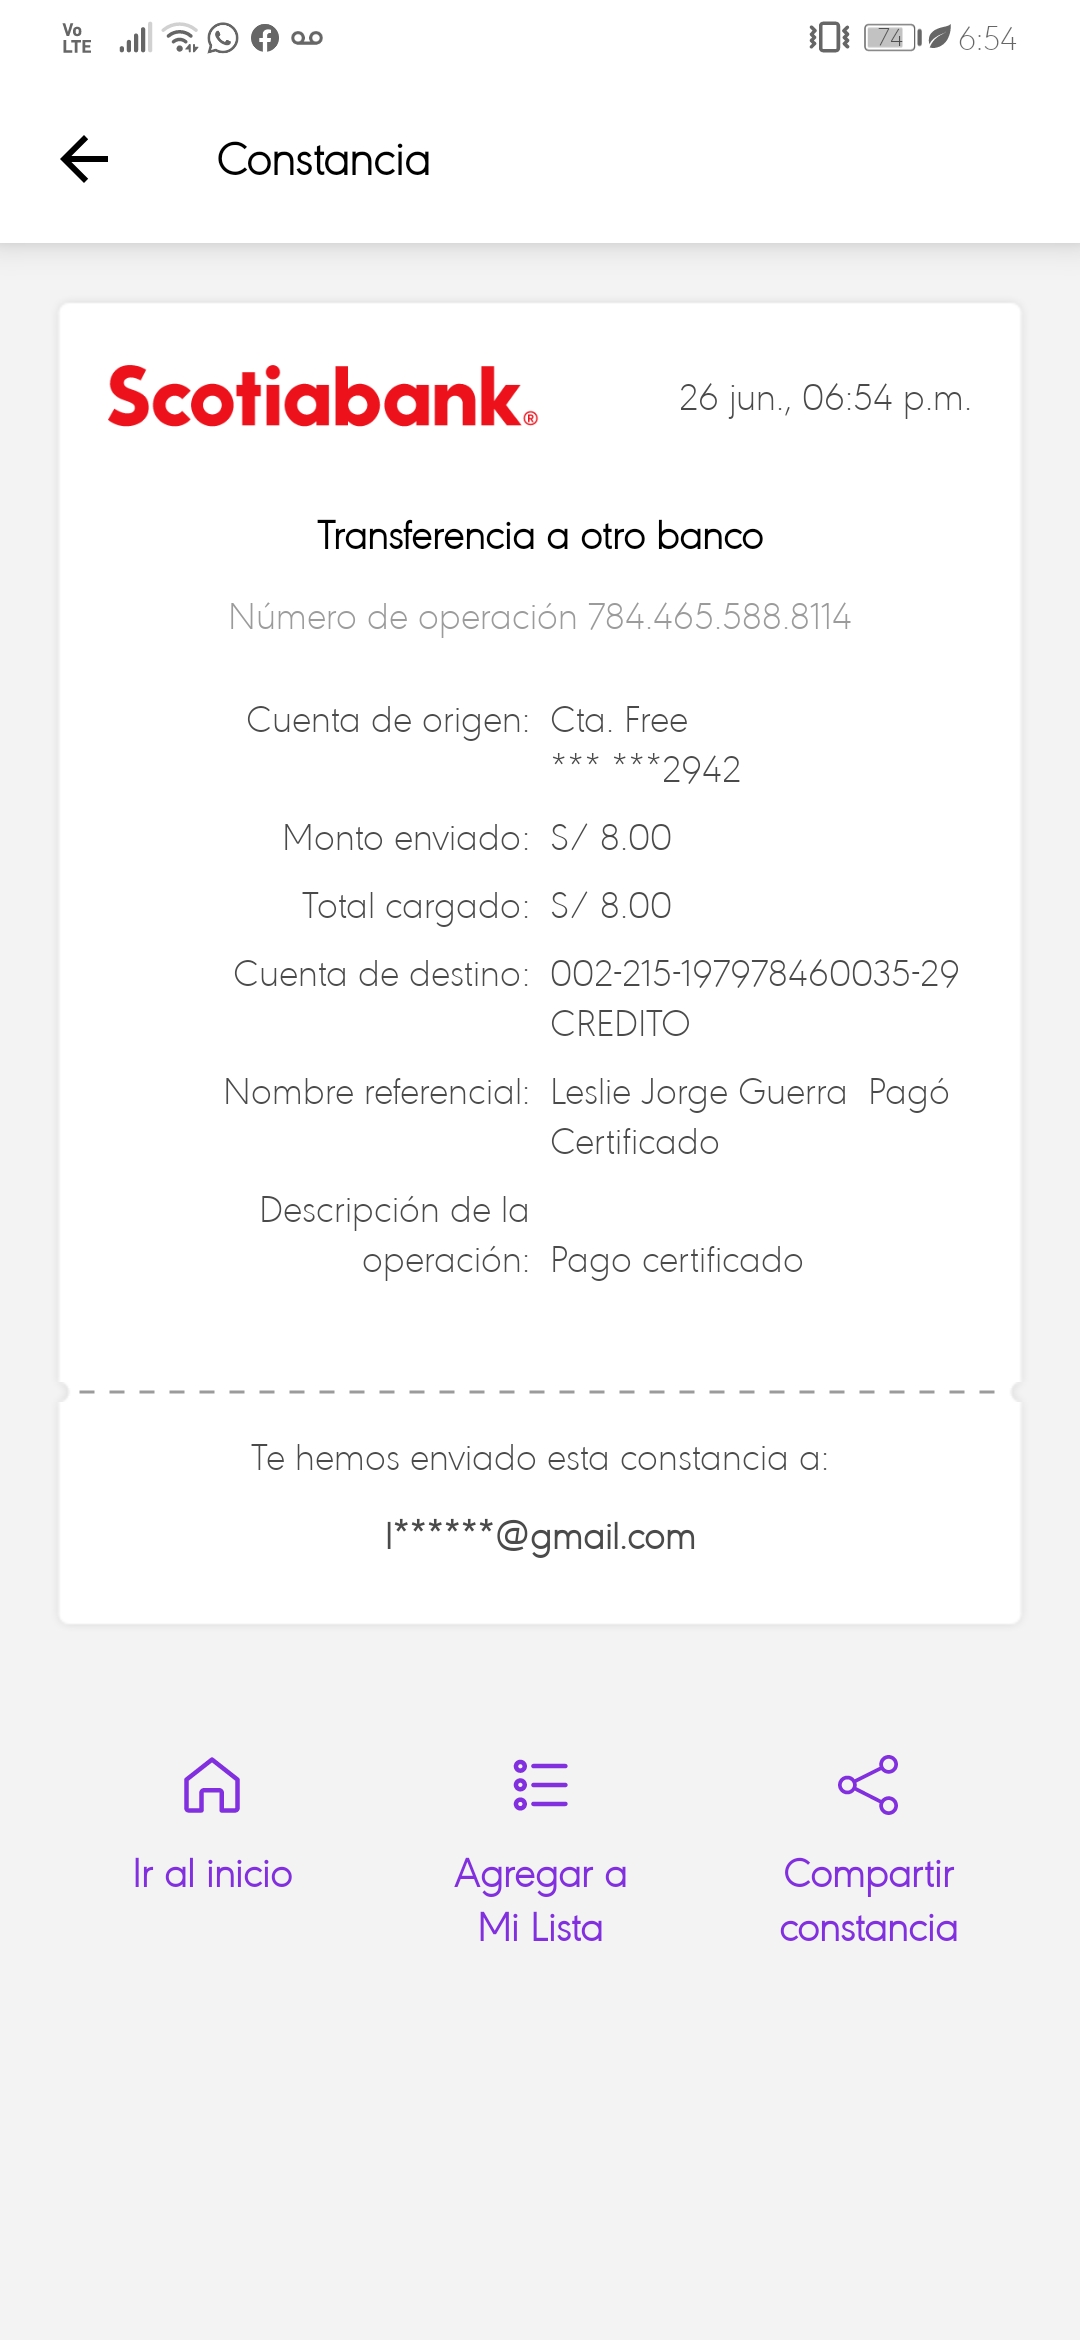 Vo
LTE
74
6:54
Constancia
Scotiabank®
26 jun., 06:54 p.m.
Transferencia a otro banco
Número de operación 784.465.588.8114
Cuenta de origen: Cta. Free
*** ***2942
Monto enviado: S/ 8.00
Total cargado: S/ 8.00
Cuenta de destino: 002-215-197978460035-29
CREDITO
Nombre referencial: Leslie Jorge Guerra  Pagó
Certificado
Descripción de la
operación: Pago certificado
Te hemos enviado esta constancia a:
l******@gmail.com
Ir al inicio
Agregar a
Mi Lista
Compartir
constancia